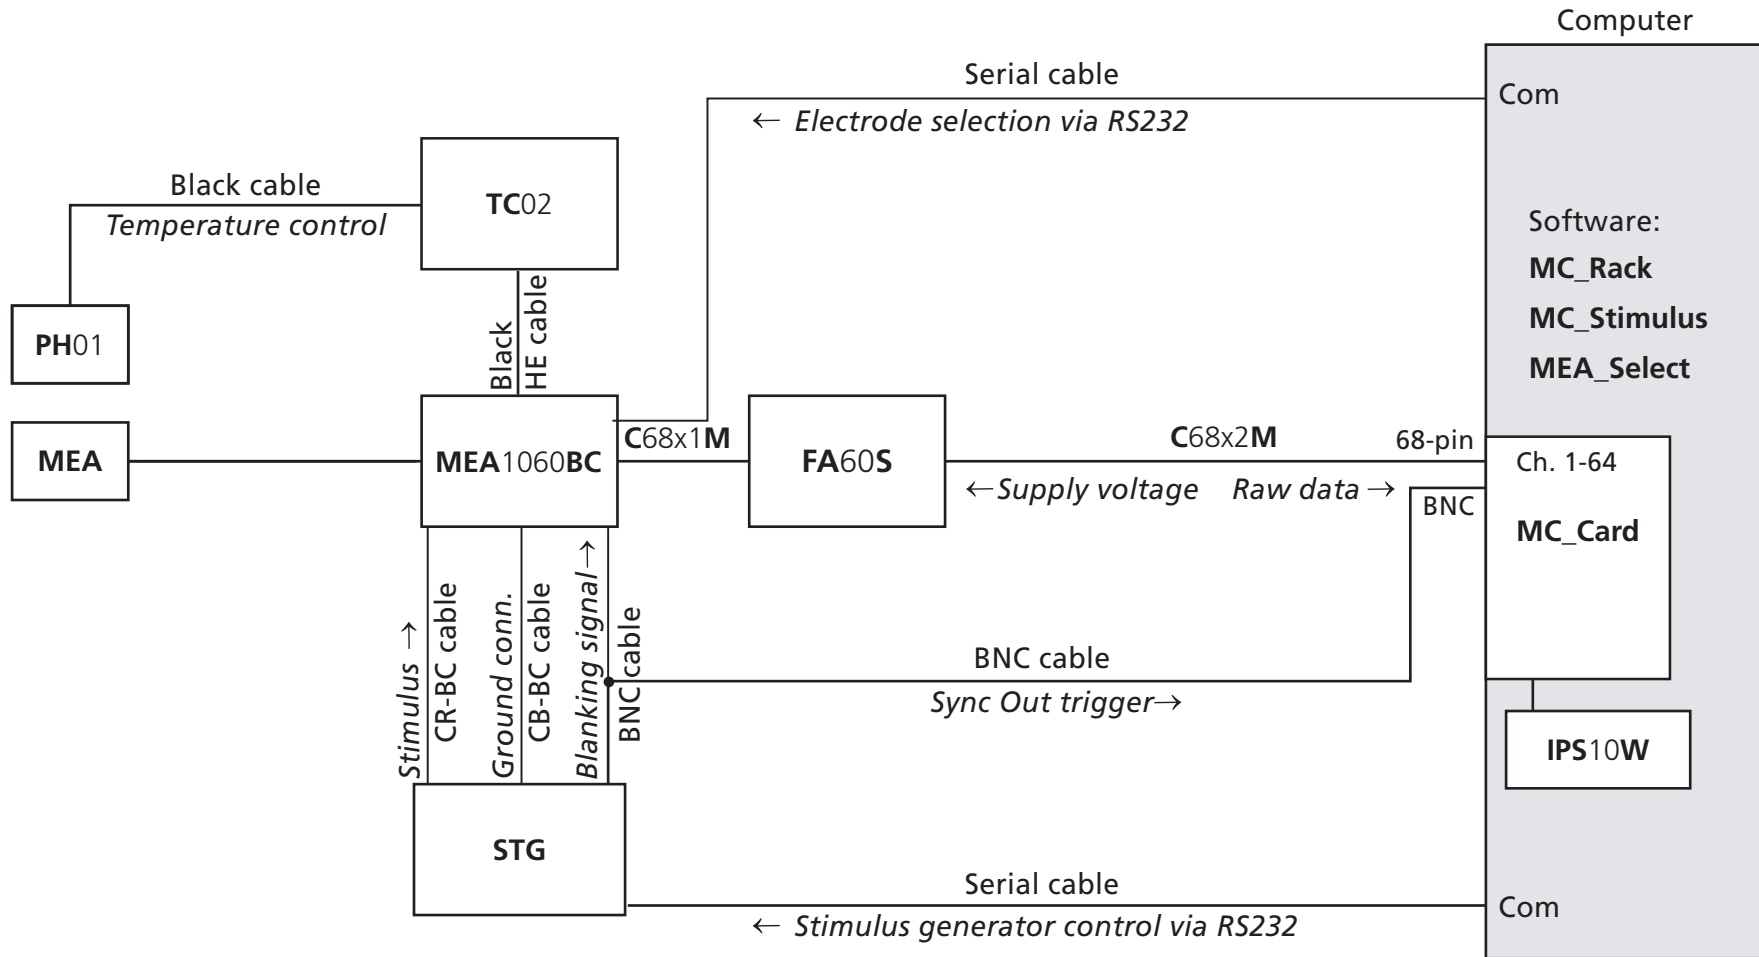 Computer
Serial cable
Com
← Electrode selection via RS232
Black cable
TC02
Temperature control
Software:
MC_Rack
MC_Stimulus
MEA_Select
Black
HE cable
PH01
MEA
MEA1060BC
C68x1M
FA60S
C68x2M
68-pin
Ch. 1-64
←Supply voltage
Raw data →
BNC
MC_Card
Stimulus →
CR-BC cable
Ground conn.
CB-BC cable
Blanking signal→
BNC cable
BNC cable
Sync Out trigger→
IPS10W
STG
Serial cable
Com
← Stimulus generator control via RS232